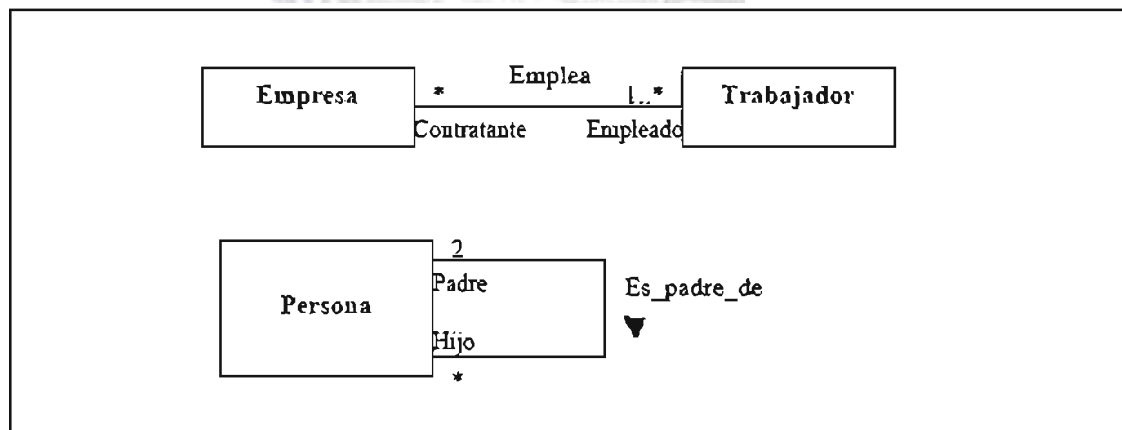 Emplea
Empresa * 1..* Trabajador
Contratante Empleado
2
Padre
Es_padre_de
Persona
Hijo
*